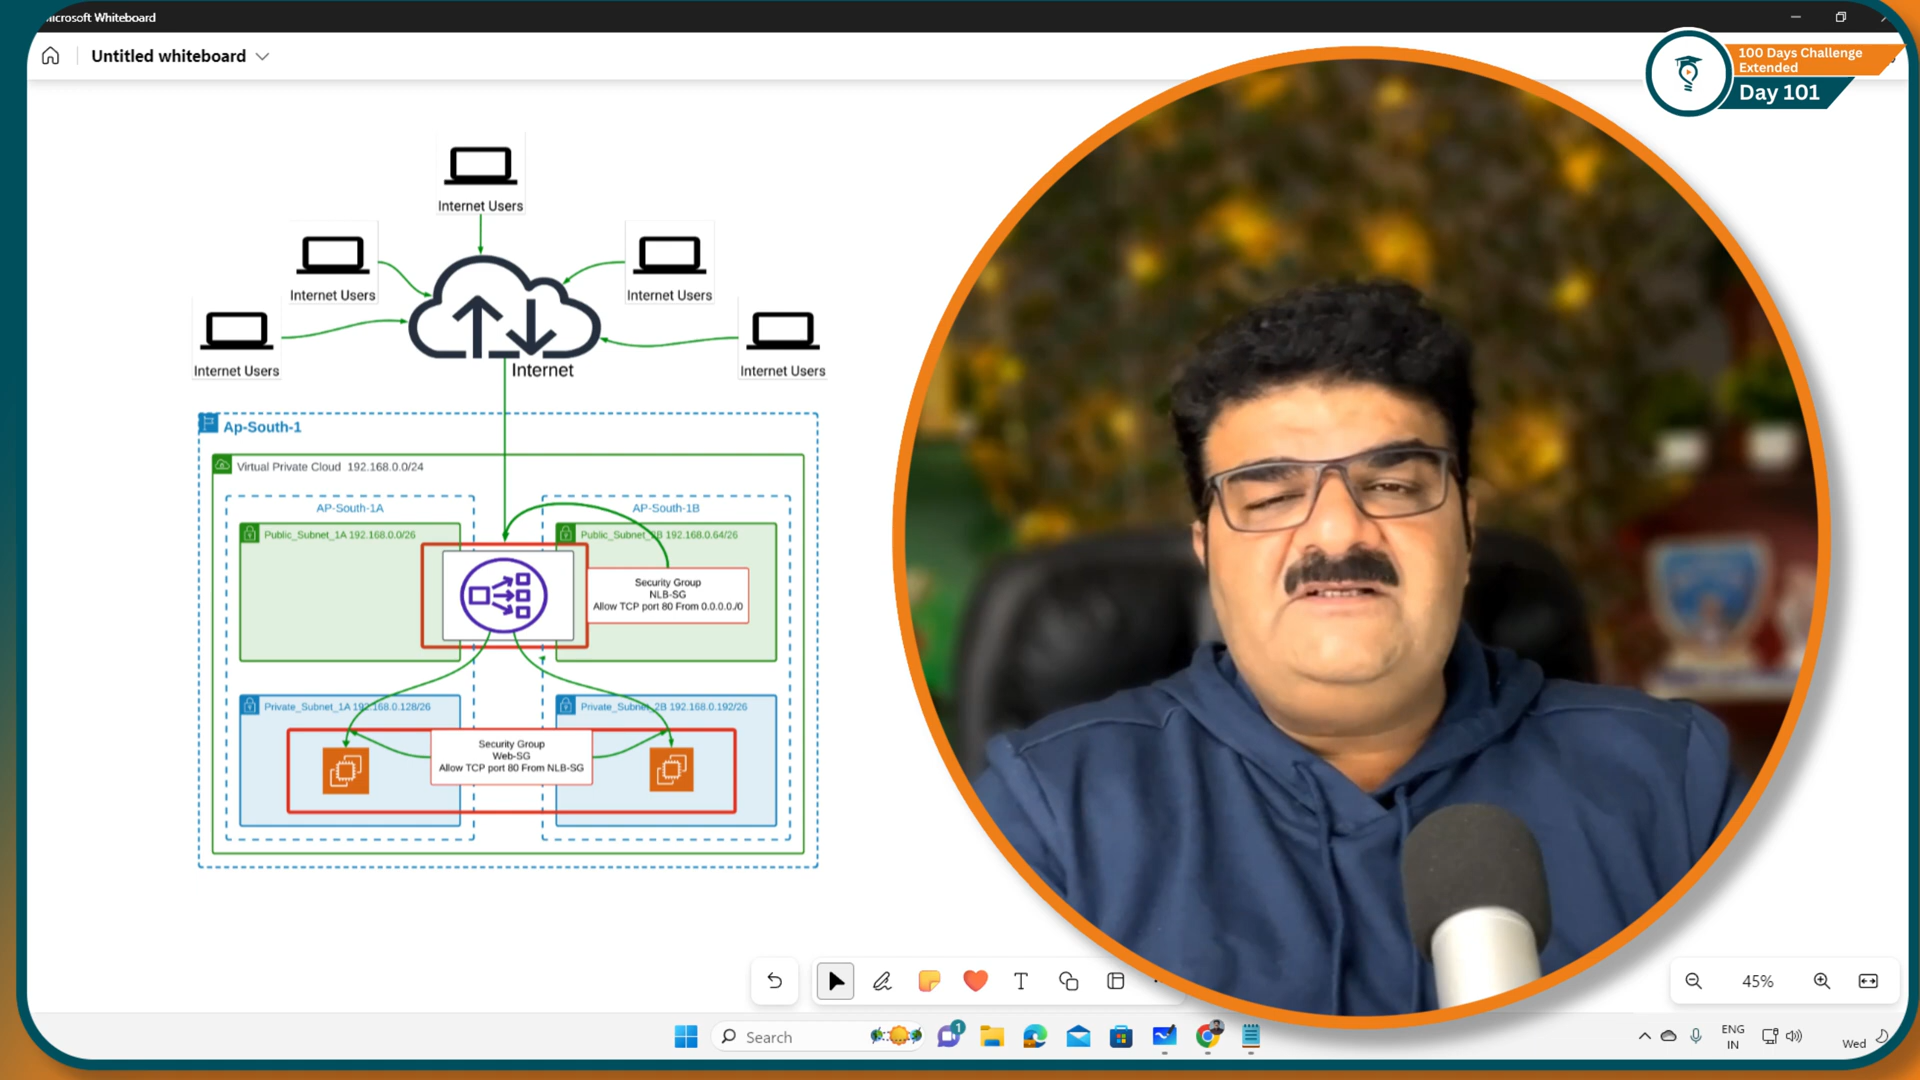 icrosoft Whiteboard
Untitled whiteboard
100 Days Challenge
Extended
Day 101
Internet Users
Internet Users
Internet Users
Internet Users
Internet Users
Internet
Ap-South-1
Virtual Private Cloud 192.168.0.0/24
AP-South-1A
AP-South-1B
Public_Subnet_1A 192.168.0.0/26
Public_Subnet_2B 192.168.0.64/26
Security Group
NLB-SG
Allow TCP port 80 From 0.0.0.0./0
Private_Subnet_1A 192.168.0.128/26
Private_Subnet_2B 192.168.0.192/26
Security Group
Web-SG
Allow TCP port 80 From NLB-SG
45%
Search
1
ENG
IN
Wed